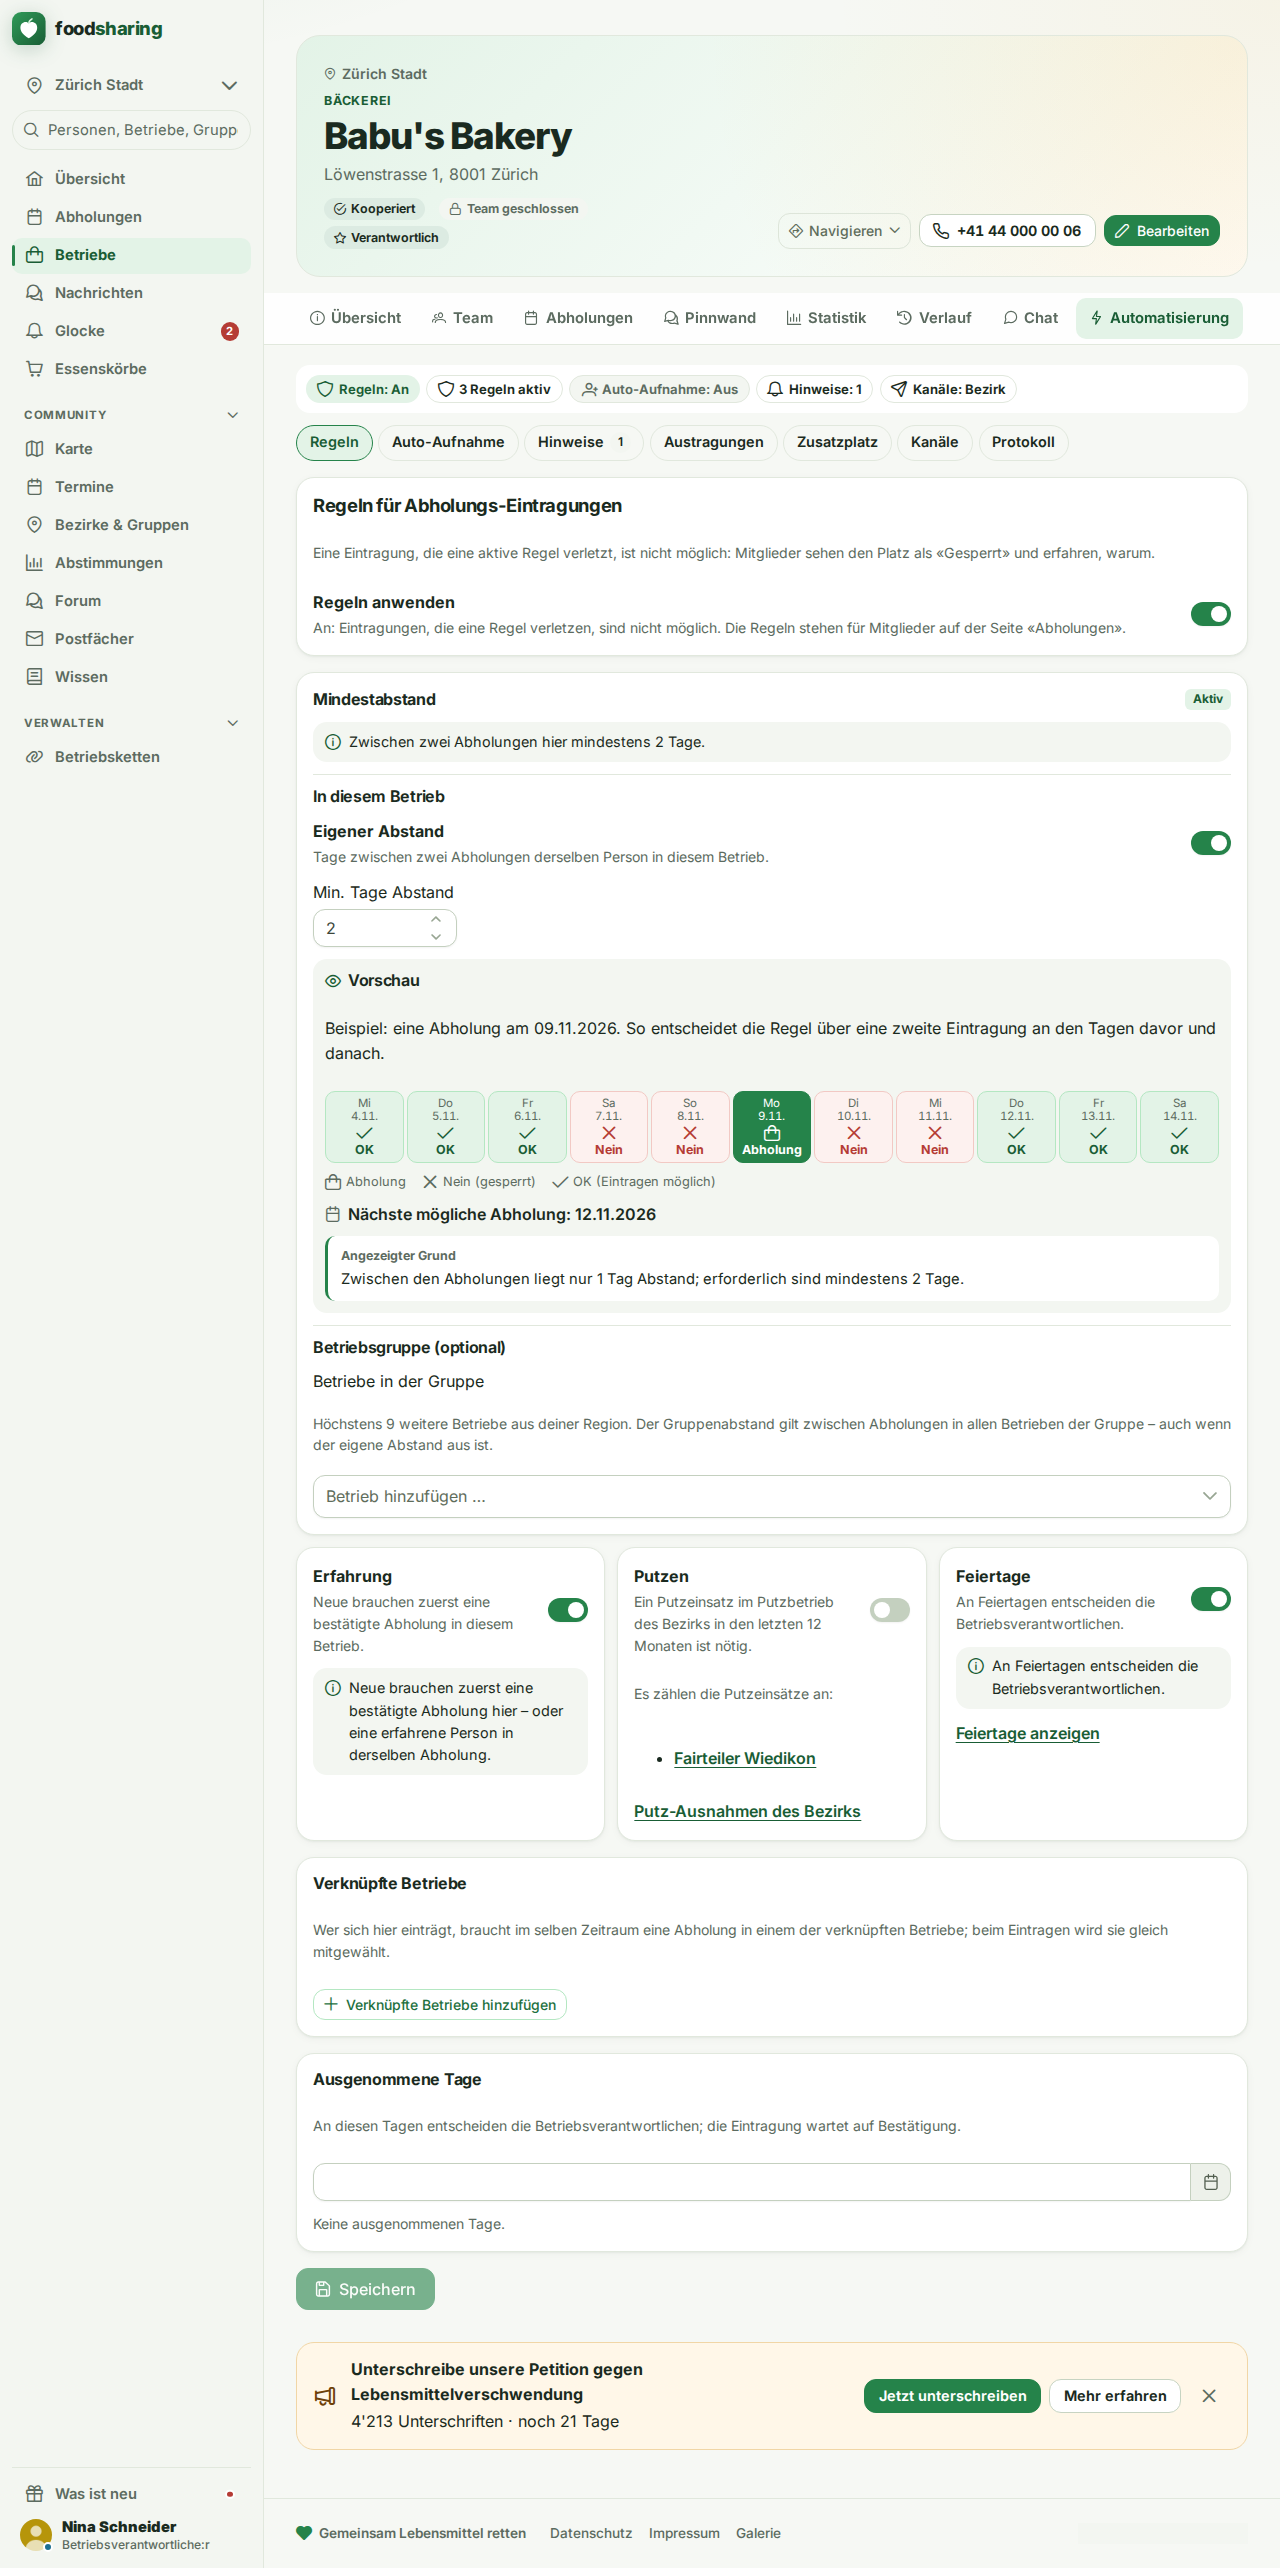 foodsharing
Zürich Stadt
Personen, Betriebe, Grupp
Übersicht
Abholungen
Betriebe
Nachrichten
Glocke
2
Essenskörbe
COMMUNITY
Karte
Termine
Bezirke & Gruppen
Abstimmungen
Forum
Postfächer
Wissen
VERWALTEN
Betriebsketten
Was ist neu
Nina Schneider
Betriebsverantwortliche:r
Zürich Stadt
BÄCKEREI
Babu's Bakery
Löwenstrasse 1, 8001 Zürich
Kooperiert
Team geschlossen
Verantwortlich
Navigieren
+41 44 000 00 06
Bearbeiten
Übersicht
Team
Abholungen
Pinnwand
Statistik
Verlauf
Chat
Automatisierung
Regeln: An
3 Regeln aktiv
Auto-Aufnahme: Aus
Hinweise: 1
Kanäle: Bezirk
Regeln
Auto-Aufnahme
Hinweise 1
Austragungen
Zusatzplatz
Kanäle
Protokoll
Regeln für Abholungs-Eintragungen
Eine Eintragung, die eine aktive Regel verletzt, ist nicht möglich: Mitglieder sehen den Platz als «Gesperrt» und erfahren, warum.
Regeln anwenden
An: Eintragungen, die eine Regel verletzen, sind nicht möglich. Die Regeln stehen für Mitglieder auf der Seite «Abholungen».
Mindestabstand
Aktiv
Zwischen zwei Abholungen hier mindestens 2 Tage.
In diesem Betrieb
Eigener Abstand
Tage zwischen zwei Abholungen derselben Person in diesem Betrieb.
Min. Tage Abstand
2
Vorschau
Beispiel: eine Abholung am 09.11.2026. So entscheidet die Regel über eine zweite Eintragung an den Tagen davor und
danach.
Mi
4.11.
OK
Do
5.11.
OK
Fr
6.11.
OK
Sa
7.11.
Nein
So
8.11.
Nein
Mo
9.11.
Abholung
Di
10.11.
Nein
Mi
11.11.
Nein
Do
12.11.
OK
Fr
13.11.
OK
Sa
14.11.
OK
Abholung
Nein (gesperrt)
OK (Eintragen möglich)
Nächste mögliche Abholung: 12.11.2026
Angezeigter Grund
Zwischen den Abholungen liegt nur 1 Tag Abstand; erforderlich sind mindestens 2 Tage.
Betriebsgruppe (optional)
Betriebe in der Gruppe
Höchstens 9 weitere Betriebe aus deiner Region. Der Gruppenabstand gilt zwischen Abholungen in allen Betrieben der Gruppe – auch wenn
der eigene Abstand aus ist.
Betrieb hinzufügen ...
Erfahrung
Neue brauchen zuerst eine
bestätigte Abholung in diesem
Betrieb.
Neue brauchen zuerst eine
bestätigte Abholung hier – oder
eine erfahrene Person in
derselben Abholung.
Putzen
Ein Putzeinsatz im Putzbetrieb
des Bezirks in den letzten 12
Monaten ist nötig.
Es zählen die Putzeinsätze an:
Fairteiler Wiedikon
Putz-Ausnahmen des Bezirks
Feiertage
An Feiertagen entscheiden die
Betriebsverantwortlichen.
An Feiertagen entscheiden die
Betriebsverantwortlichen.
Feiertage anzeigen
Verknüpfte Betriebe
Wer sich hier einträgt, braucht im selben Zeitraum eine Abholung in einem der verknüpften Betriebe; beim Eintragen wird sie gleich
mitgewählt.
Verknüpfte Betriebe hinzufügen
Ausgenommene Tage
An diesen Tagen entscheiden die Betriebsverantwortlichen; die Eintragung wartet auf Bestätigung.
Keine ausgenommenen Tage.
Speichern
Unterschreibe unsere Petition gegen
Lebensmittelverschwendung
4'213 Unterschriften · noch 21 Tage
Jetzt unterschreiben
Mehr erfahren
Gemeinsam Lebensmittel retten
Datenschutz
Impressum
Galerie